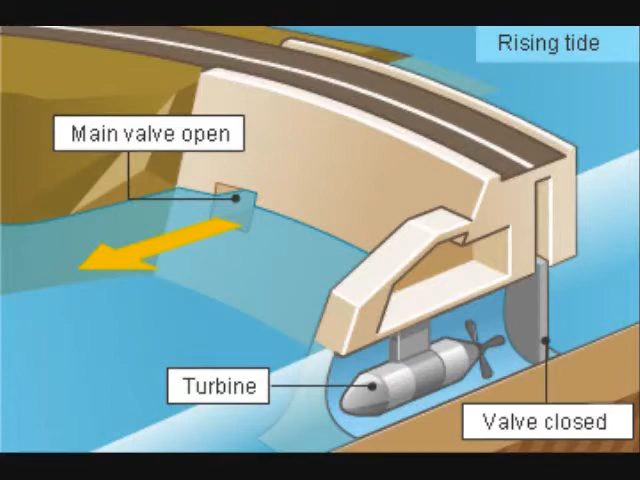 Rising tide
Main valve open
Turbine
Valve closed